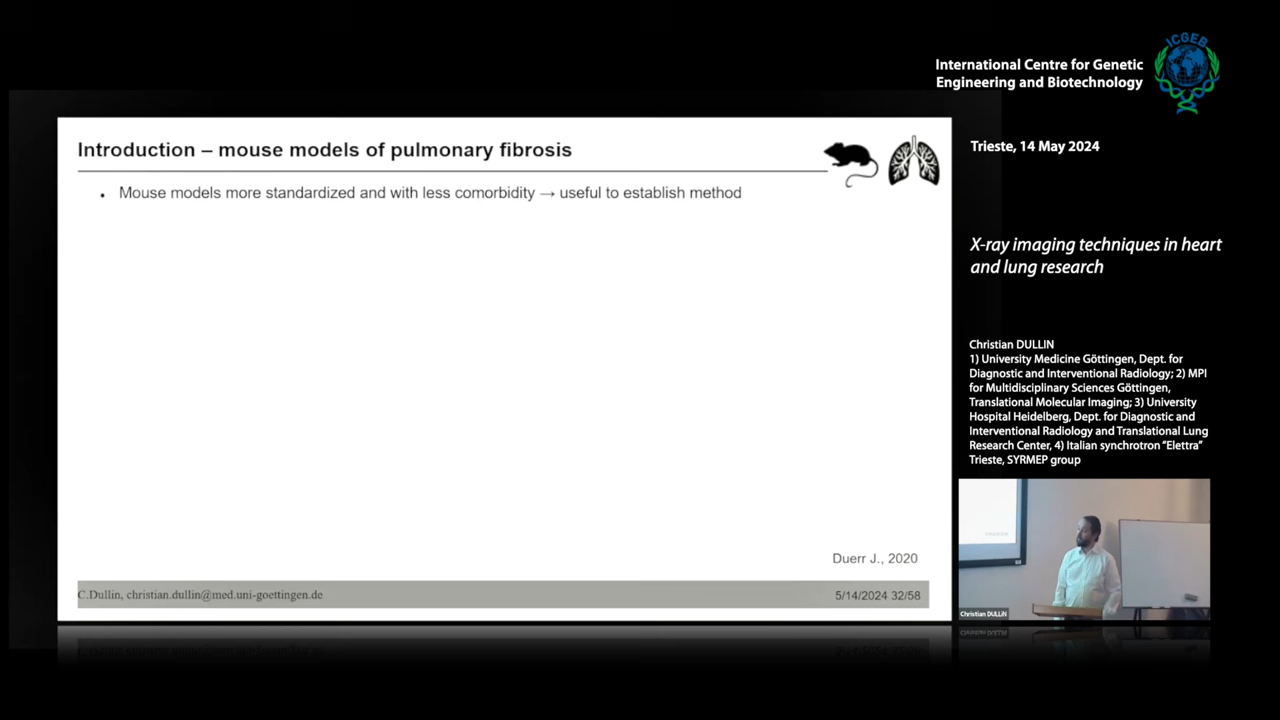 ICGEB
International Centre for Genetic
Engineering and Biotechnology
Trieste, 14 May 2024
Introduction – mouse models of pulmonary fibrosis
• Mouse models more standardized and with less comorbidity → useful to establish method
X-ray imaging techniques in heart
and lung research
Christian DULLIN
1) University Medicine Göttingen, Dept. for
Diagnostic and Interventional Radiology; 2) MPI
for Multidisciplinary Sciences Göttingen,
Translational Molecular Imaging; 3) University
Hospital Heidelberg, Dept. for Diagnostic and
Interventional Radiology and Translational Lung
Research Center, 4) Italian synchrotron “Elettra”
Trieste, SYRMEP group
Duerr J., 2020
C.Dullin, christian.dullin@med.uni-goettingen.de
5/14/2024 32/58
Christian DULLIN